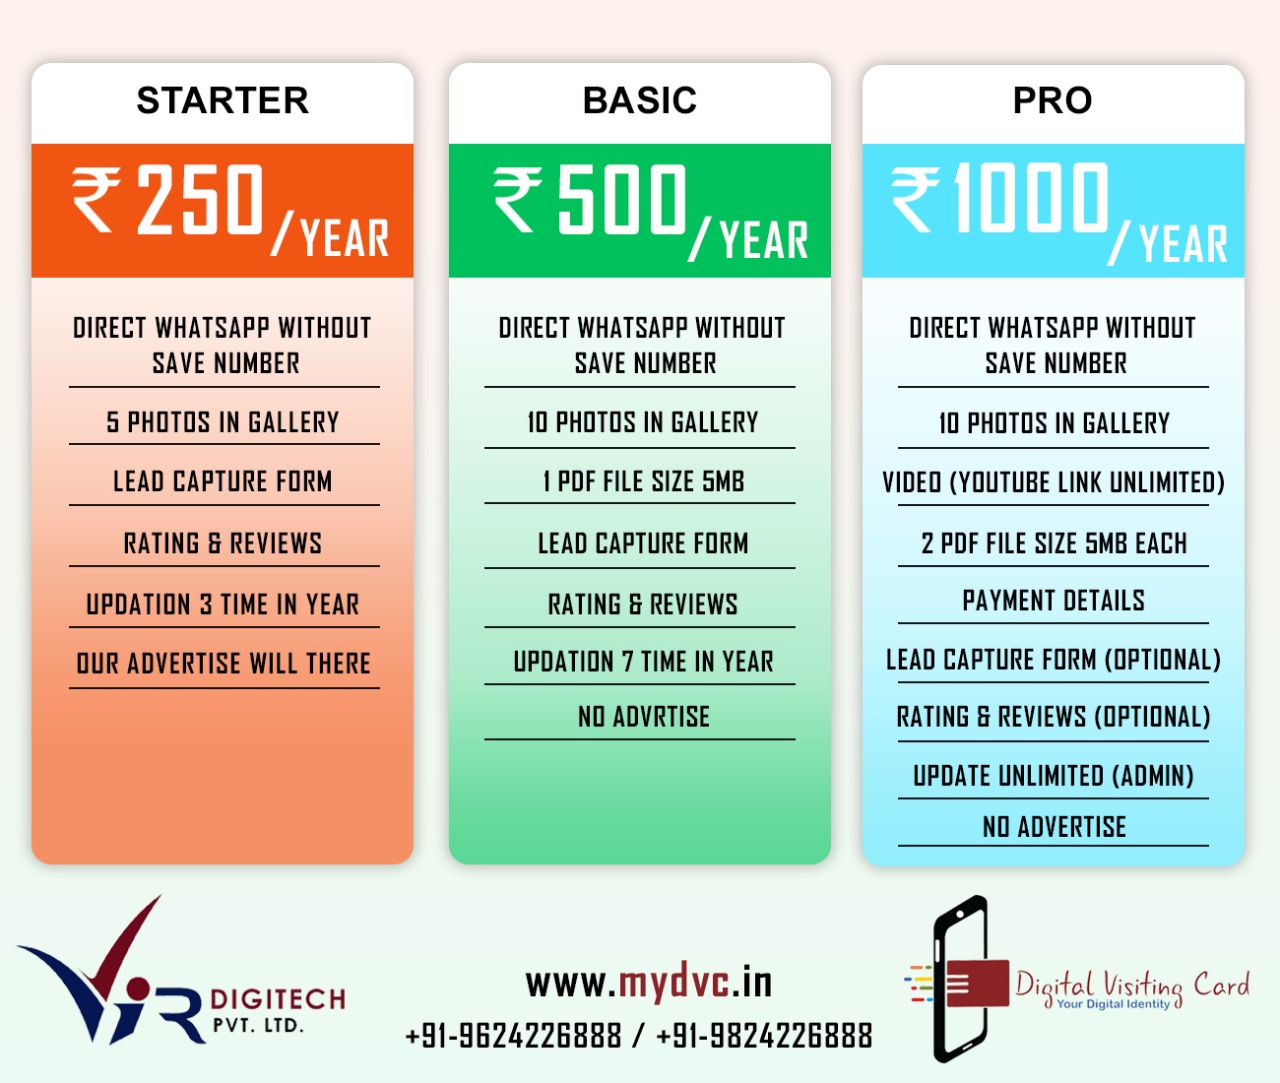 STARTER
₹250/YEAR
DIRECT WHATSAPP WITHOUT
SAVE NUMBER
5 PHOTOS IN GALLERY
LEAD CAPTURE FORM
RATING & REVIEWS
UPDATION 3 TIME IN YEAR
OUR ADVERTISE WILL THERE
BASIC
₹500/YEAR
DIRECT WHATSAPP WITHOUT
SAVE NUMBER
10 PHOTOS IN GALLERY
1 PDF FILE SIZE 5MB
LEAD CAPTURE FORM
RATING & REVIEWS
UPDATION 7 TIME IN YEAR
NO ADVRTISE
PRO
₹1000/YEAR
DIRECT WHATSAPP WITHOUT
SAVE NUMBER
10 PHOTOS IN GALLERY
VIDEO (YOUTUBE LINK UNLIMITED)
2 PDF FILE SIZE 5MB EACH
PAYMENT DETAILS
LEAD CAPTURE FORM (OPTIONAL)
RATING & REVIEWS (OPTIONAL)
UPDATE UNLIMITED (ADMIN)
NO ADVERTISE
ViR DIGITECH
PVT. LTD.
www.mydvc.in
+91-9624226888 / +91-9824226888
Digital Visiting Card
Your Digital Identity